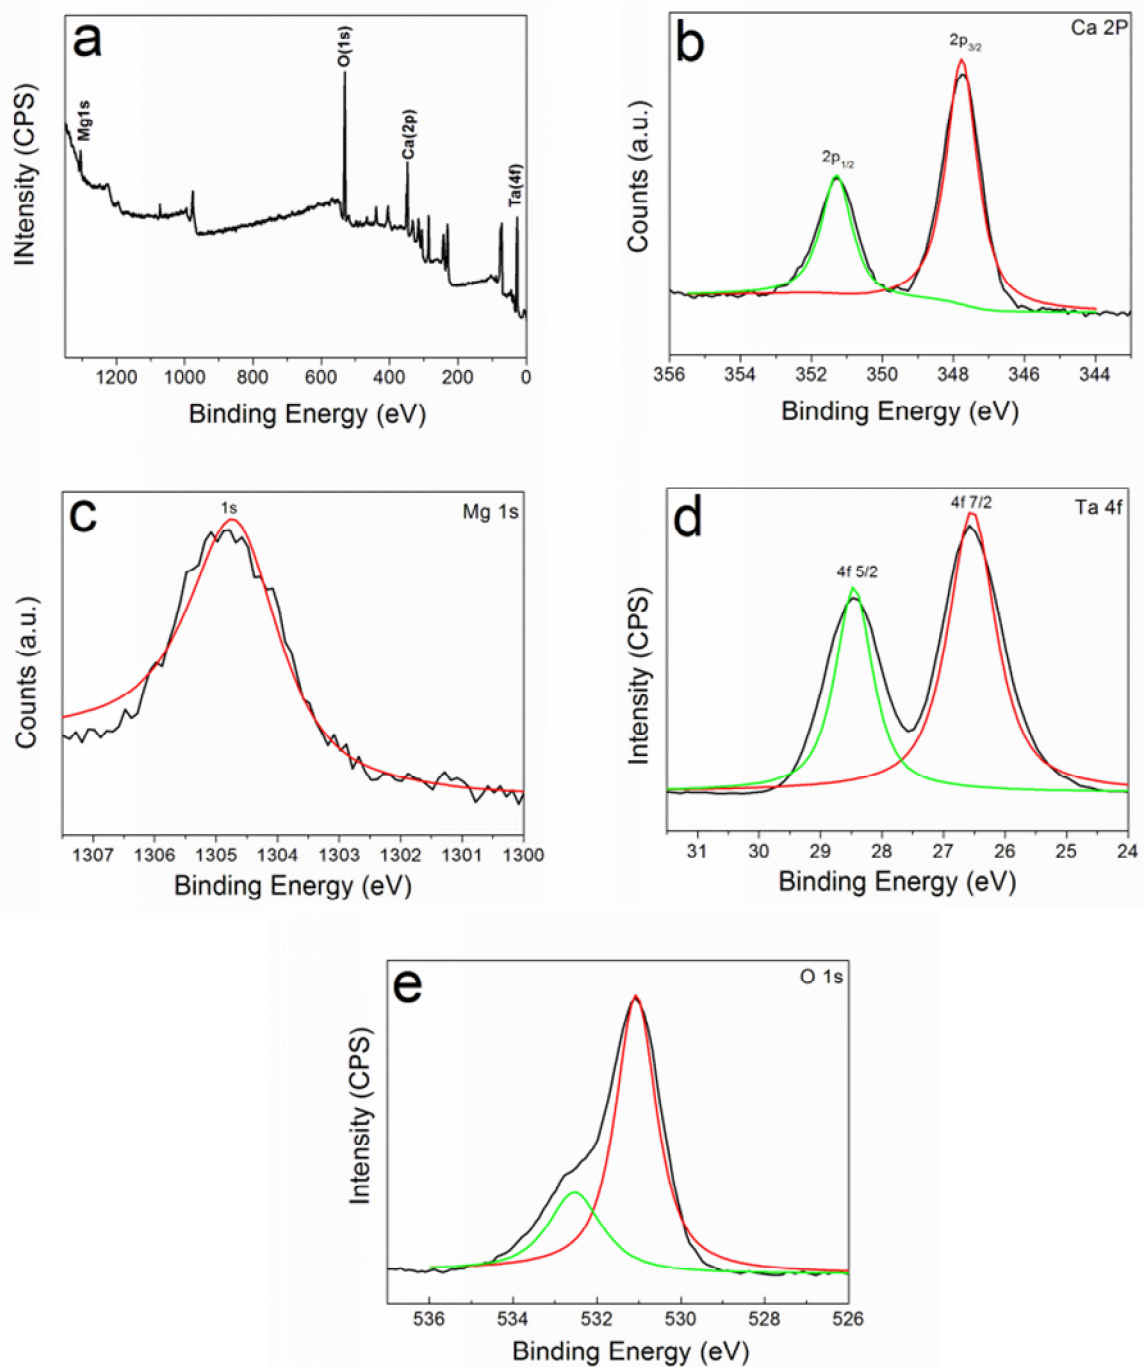 a
Mg1s
O(1s)
Ca(2p)
Ta(4f)
INtensity (CPS)
1200 1000 800 600 400 200 0
Binding Energy (eV)
b
Ca 2P
2p3/2
2p1/2
Counts (a.u.)
356 354 352 350 348 346 344
Binding Energy (eV)
c
1s
Mg 1s
Counts (a.u.)
1307 1306 1305 1304 1303 1302 1301 1300
Binding Energy (eV)
d
4f 7/2
Ta 4f
4f 5/2
Intensity (CPS)
31 30 29 28 27 26 25 24
Binding Energy (eV)
e
O 1s
Intensity (CPS)
536 534 532 530 528 526
Binding Energy (eV)